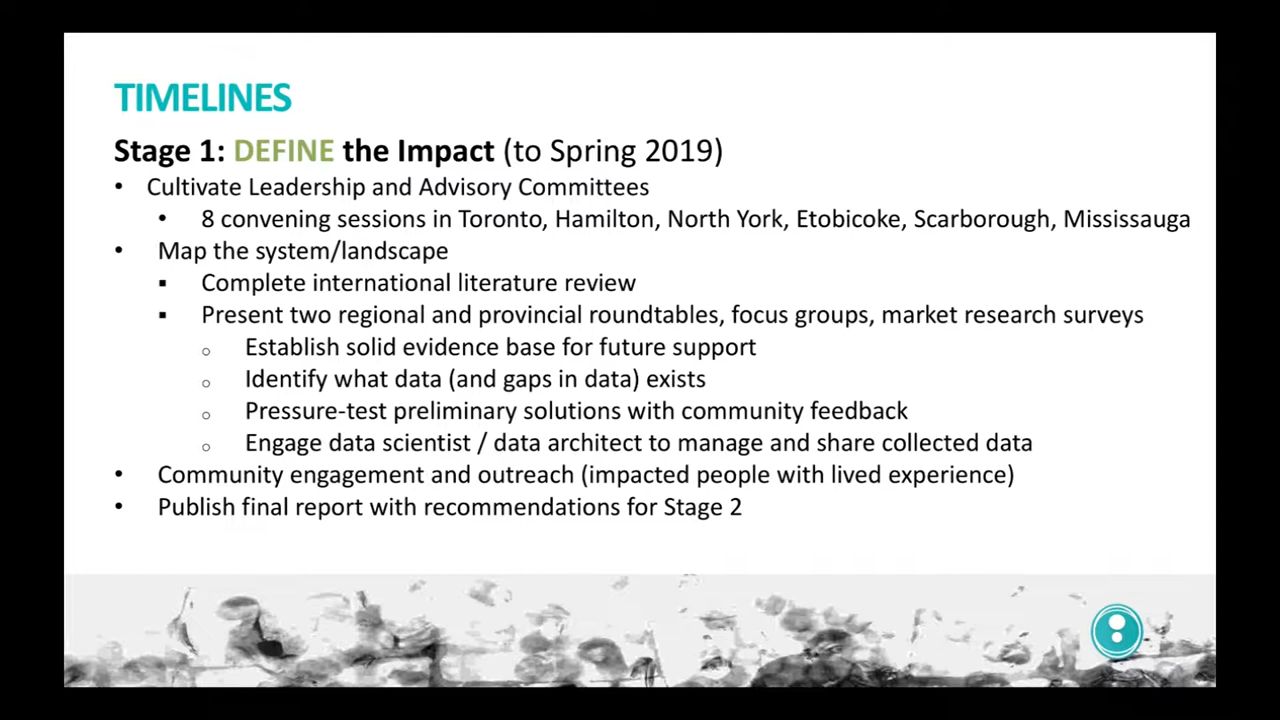 TIMELINES
Stage 1: DEFINE the Impact (to Spring 2019)
• Cultivate Leadership and Advisory Committees
• 8 convening sessions in Toronto, Hamilton, North York, Etobicoke, Scarborough, Mississauga
• Map the system/landscape
▪ Complete international literature review
▪ Present two regional and provincial roundtables, focus groups, market research surveys
○ Establish solid evidence base for future support
○ Identify what data (and gaps in data) exists
○ Pressure-test preliminary solutions with community feedback
○ Engage data scientist / data architect to manage and share collected data
• Community engagement and outreach (impacted people with lived experience)
• Publish final report with recommendations for Stage 2